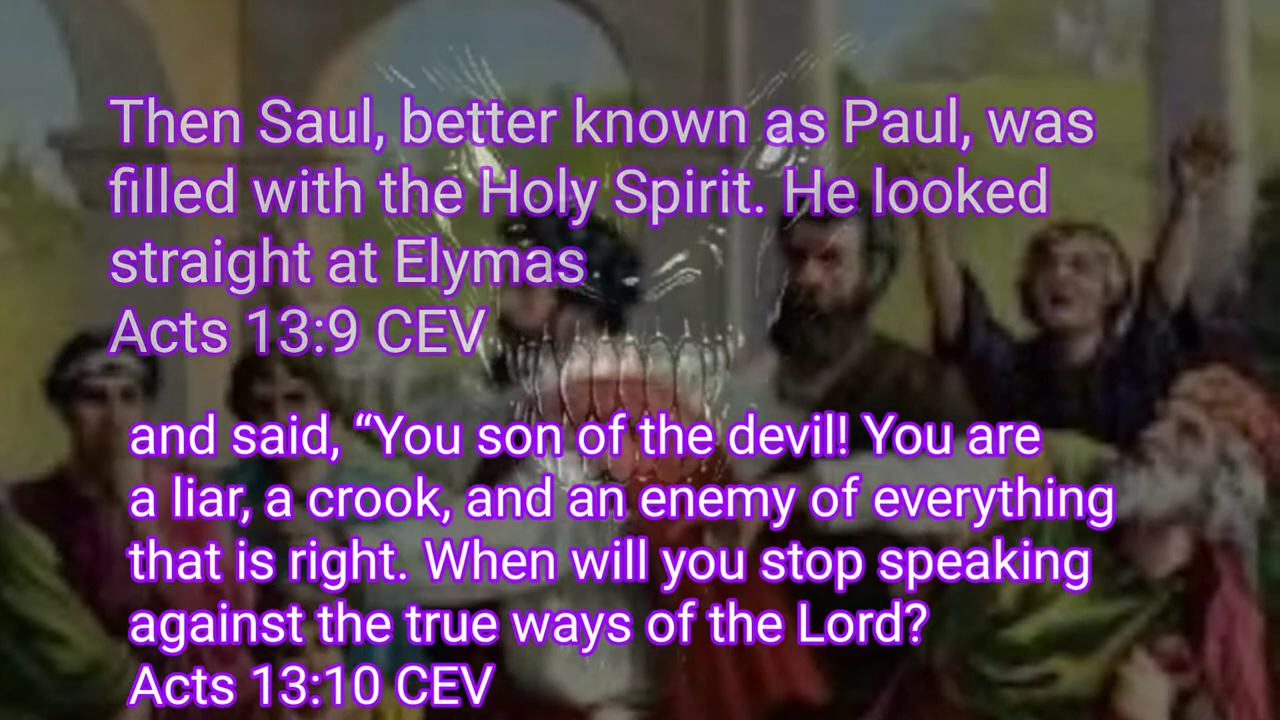 Then Saul, better known as Paul, was
filled with the Holy Spirit. He looked
straight at Elymas
Acts 13:9 CEV
and said, “You son of the devil! You are
a liar, a crook, and an enemy of everything
that is right. When will you stop speaking
against the true ways of the Lord?
Acts 13:10 CEV